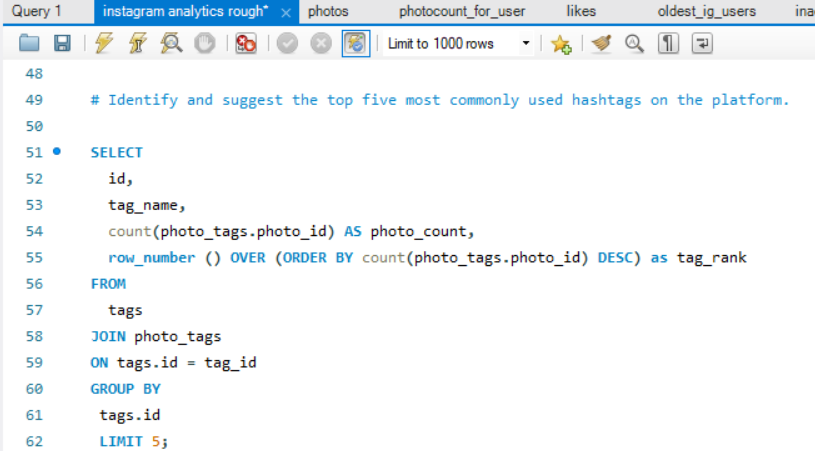 Query 1 instagram analytics rough* × photos photocount_for_user likes oldest_ig_users ina
Limit to 1000 rows
48
49 # Identify and suggest the top five most commonly used hashtags on the platform.
50
51 SELECT
52 id,
53 tag_name,
54 count(photo_tags.photo_id) AS photo_count,
55 row_number () OVER (ORDER BY count(photo_tags.photo_id) DESC) as tag_rank
56 FROM
57 tags
58 JOIN photo_tags
59 ON tags.id = tag_id
60 GROUP BY
61 tags.id
62 LIMIT 5;